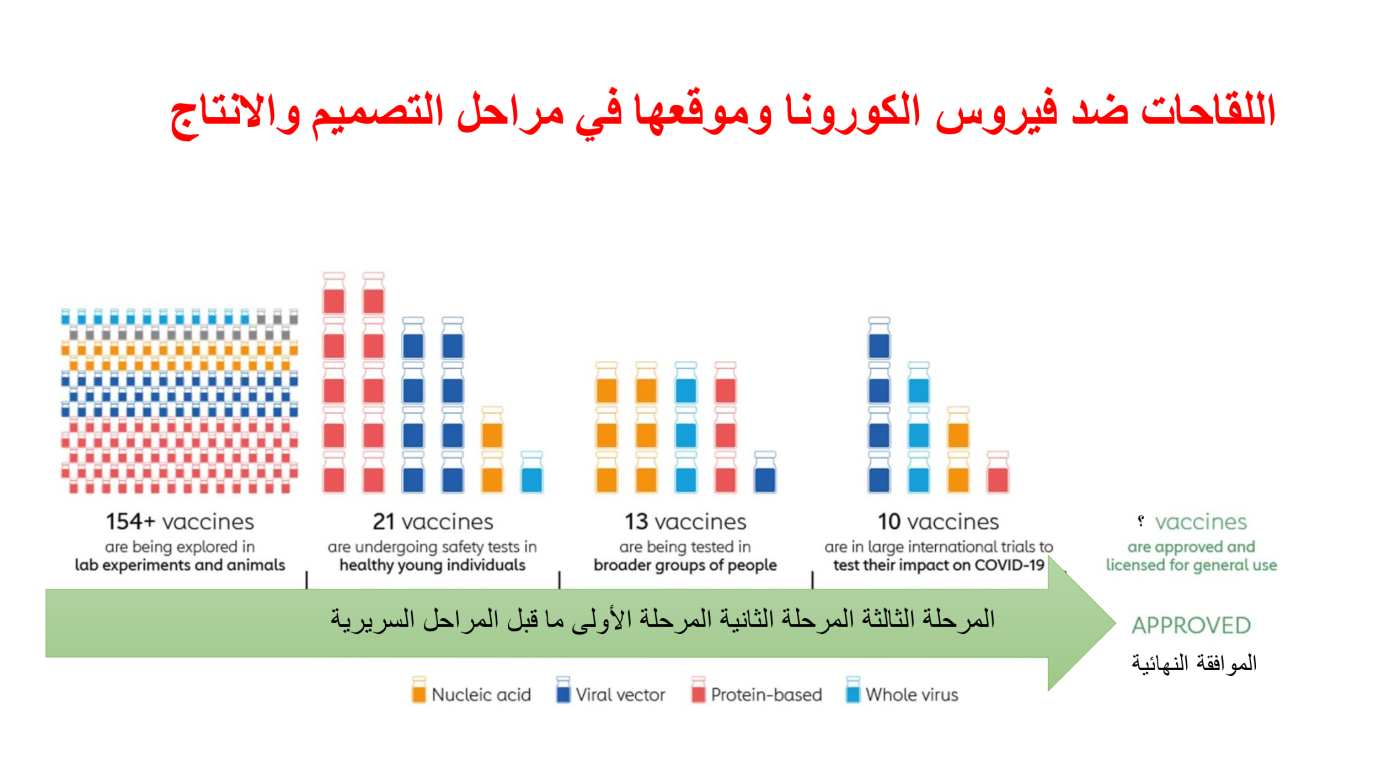 اللقاحات ضد فيروس الكورونا وموقعها في مراحل التصميم والانتاج
154+ vaccines
are being explored in
lab experiments and animals
21 vaccines
are undergoing safety tests in
healthy young individuals
13 vaccines
are being tested in
broader groups of people
10 vaccines
are in large international trials to
test their impact on COVID-19
؟ vaccines
are approved and
licensed for general use
المرحلة الثالثة المرحلة الثانية المرحلة الأولى ما قبل المراحل السريرية
APPROVED
الموافقة النهائية
Nucleic acid
Viral vector
Protein-based
Whole virus